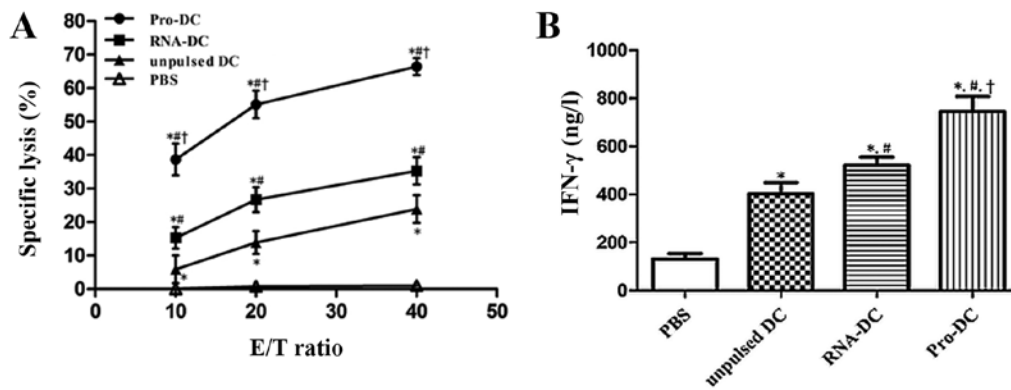 A
Pro-DC
RNA-DC
unpulsed DC
PBS
Specific lysis (%)
80
70
60
50
40
30
20
10
0
*#†
*#†
*#†
*#
*#
*#
*
*
*
0 10 20 30 40 50
E/T ratio
B
IFN-γ (ng/l)
1000
800
600
400
200
0
*
*, #
*, #, †
PBS
unpulsed DC
RNA-DC
Pro-DC